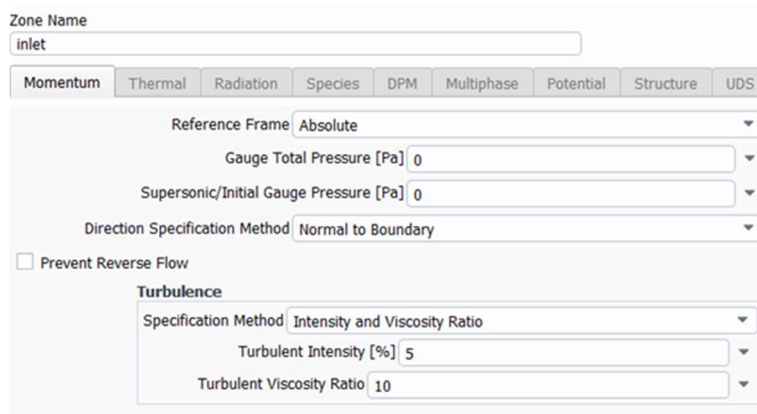 Zone Name
inlet
Momentum Thermal Radiation Species DPM Multiphase Potential Structure UDS
Reference Frame Absolute
Gauge Total Pressure [Pa] 0
Supersonic/Initial Gauge Pressure [Pa] 0
Direction Specification Method Normal to Boundary
Prevent Reverse Flow
Turbulence
Specification Method Intensity and Viscosity Ratio
Turbulent Intensity [%] 5
Turbulent Viscosity Ratio 10